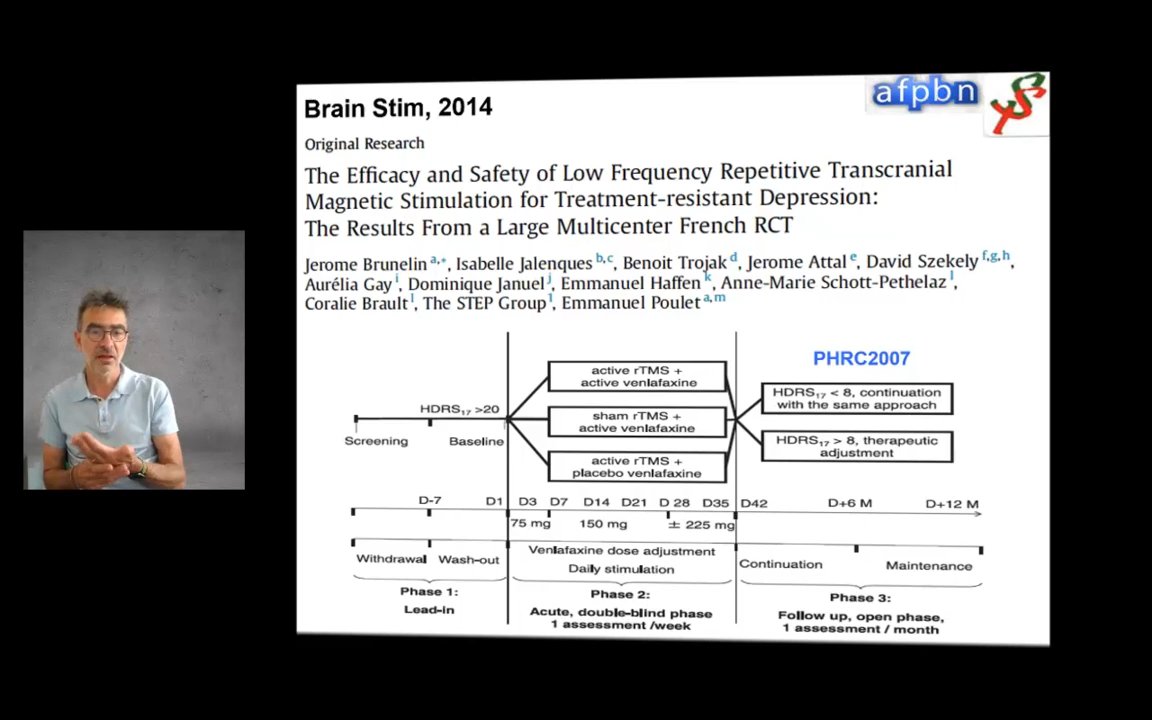 Brain Stim, 2014
afpbn
Original Research
The Efficacy and Safety of Low Frequency Repetitive Transcranial
Magnetic Stimulation for Treatment-resistant Depression:
The Results From a Large Multicenter French RCT
Jerome Brunelin a,*, Isabelle Jalenques b,c, Benoit Trojak d, Jerome Attal e, David Szekely f,g,h,
Aurélia Gay i, Dominique Januel j, Emmanuel Haffen k, Anne-Marie Schott-Pethelaz l,
Coralie Brault l, The STEP Group l, Emmanuel Poulet a,m
PHRC2007
active rTMS +
active venlafaxine
sham rTMS +
active venlafaxine
active rTMS +
placebo venlafaxine
HDRS17 < 8, continuation
with the same approach
HDRS17 > 8, therapeutic
adjustment
HDRS17 >20
Screening Baseline
D-7 D1 D3 D7 D14 D21 D 28 D35 D42 D+6 M D+12 M
75 mg 150 mg ± 225 mg
Withdrawal Wash-out
Venlafaxine dose adjustment
Daily stimulation
Continuation Maintenance
Phase 1:
Lead-in
Phase 2:
Acute, double-blind phase
1 assessment /week
Phase 3:
Follow up, open phase,
1 assessment / month